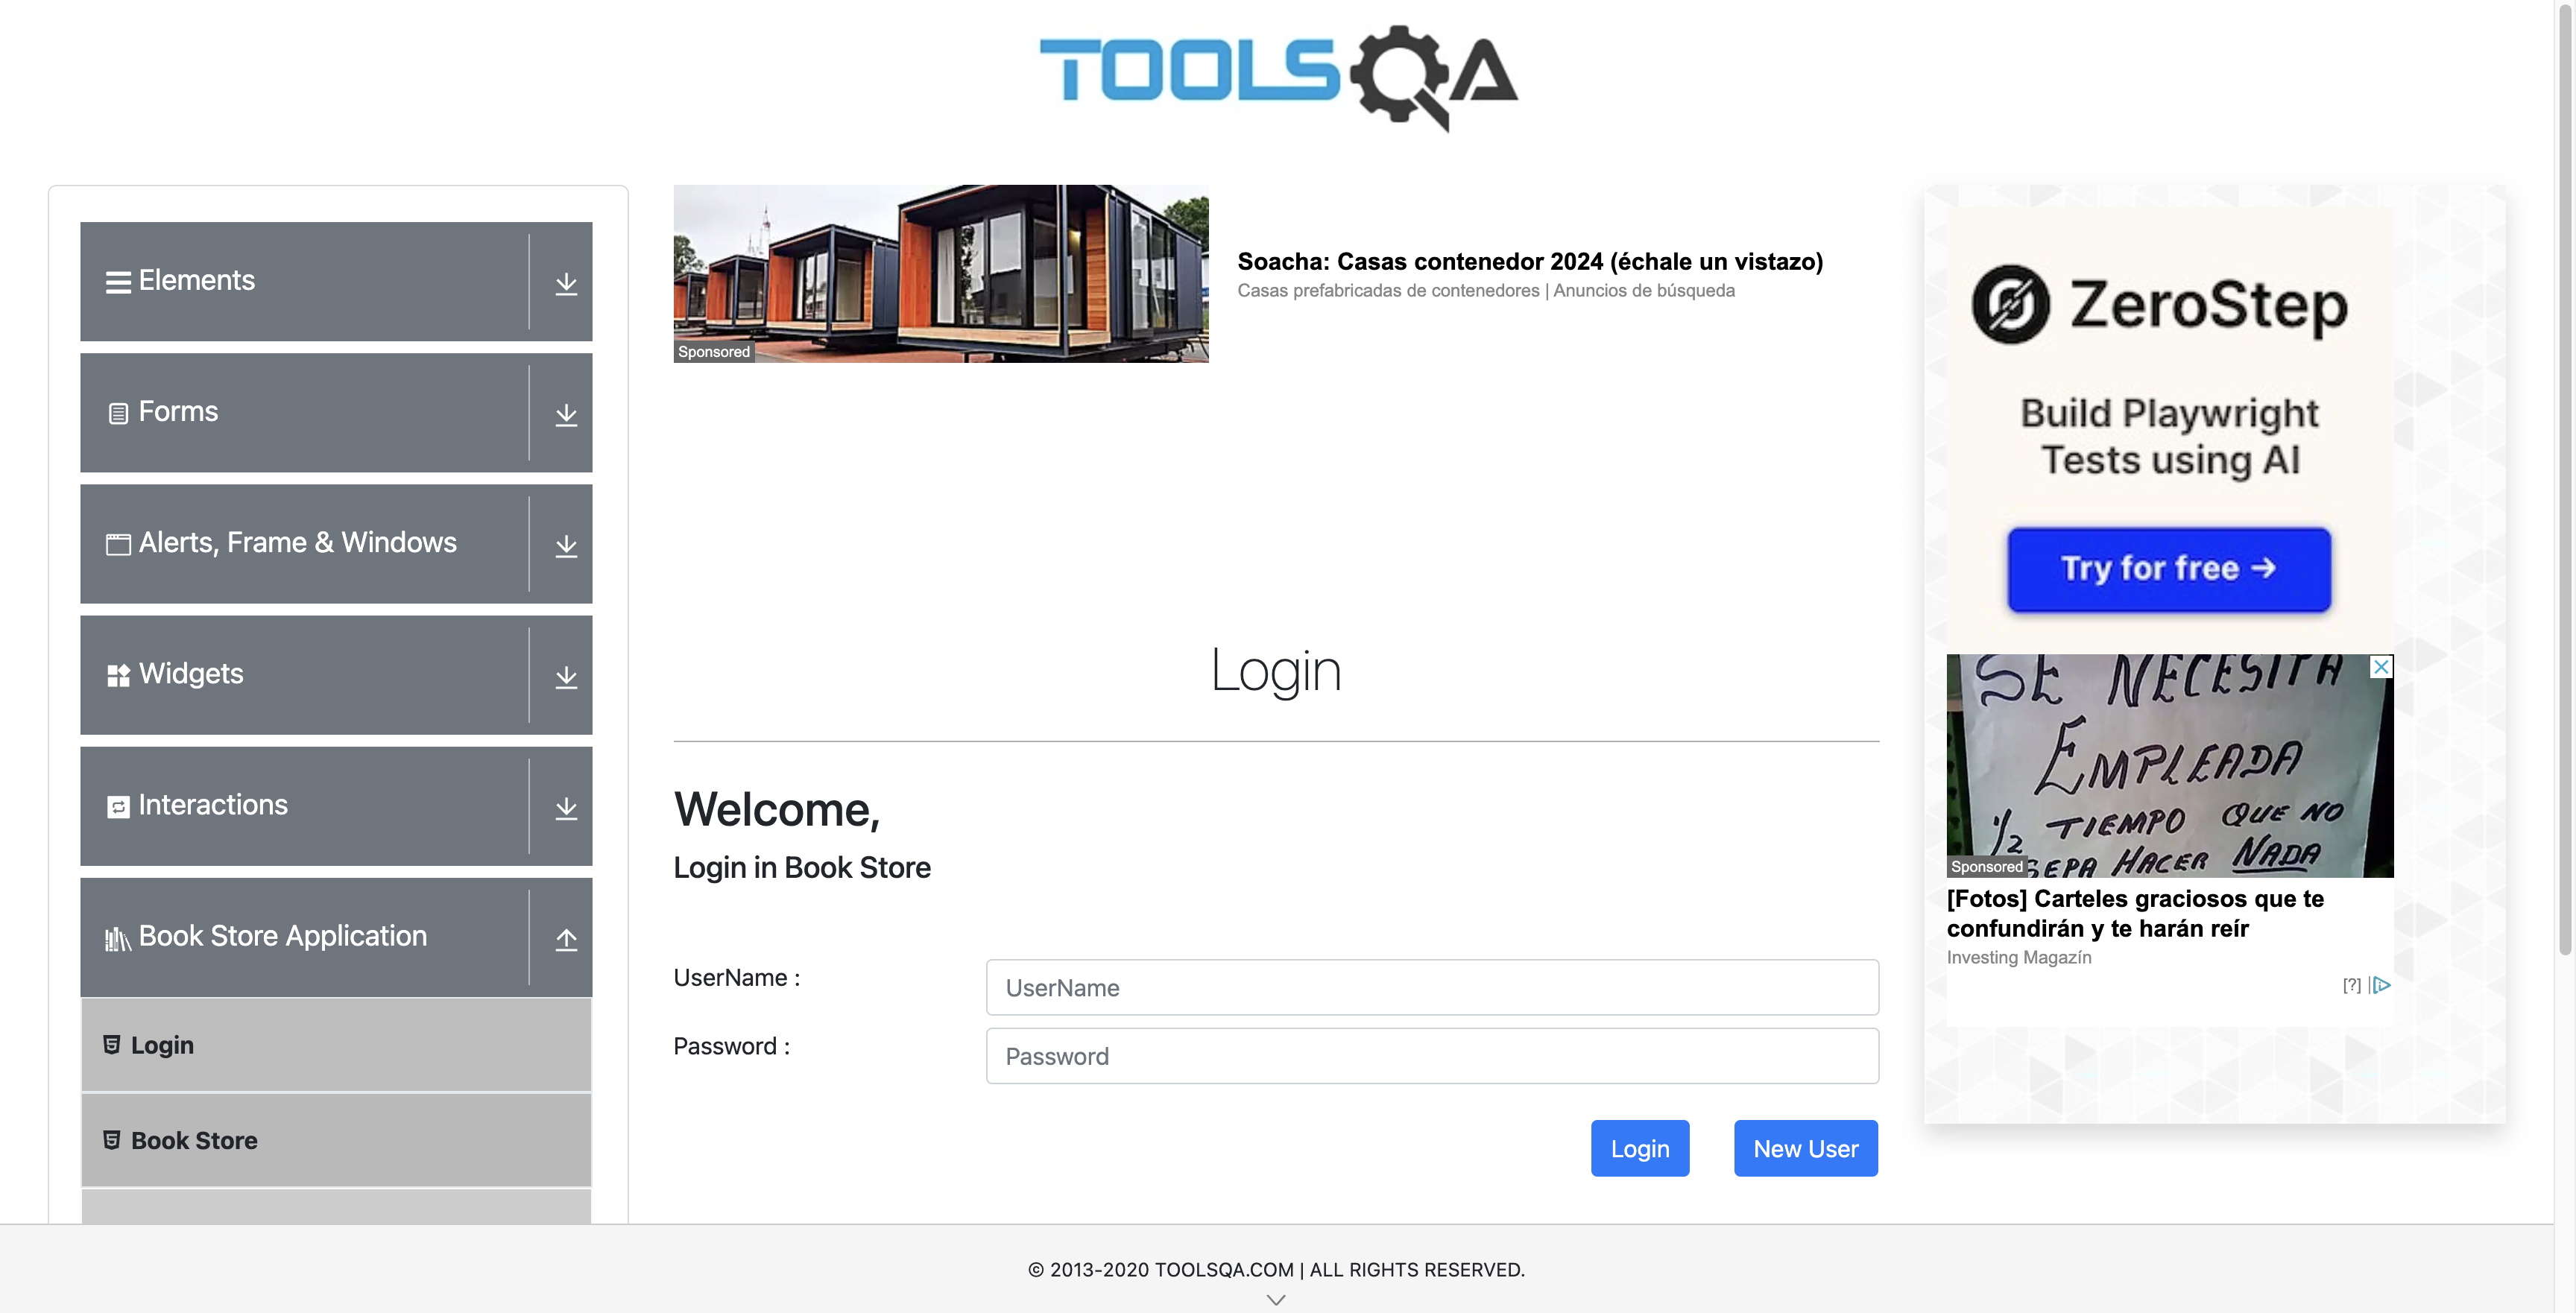 TOOLSQA
Elements
Forms
Alerts, Frame & Windows
Widgets
Interactions
Book Store Application
Login
Book Store
Sponsored
Soacha: Casas contenedor 2024 (échale un vistazo)
Casas prefabricadas de contenedores | Anuncios de búsqueda
Login
Welcome,
Login in Book Store
UserName :
UserName
Password :
Password
Login
New User
ZeroStep
Build Playwright
Tests using AI
Try for free →
SE NECESITA
EMPLEADA
1/2 TIEMPO QUE NO
SEPA HACER NADA
Sponsored
[Fotos] Carteles graciosos que te
confundirán y te harán reír
Investing Magazín
[?]
© 2013-2020 TOOLSQA.COM | ALL RIGHTS RESERVED.